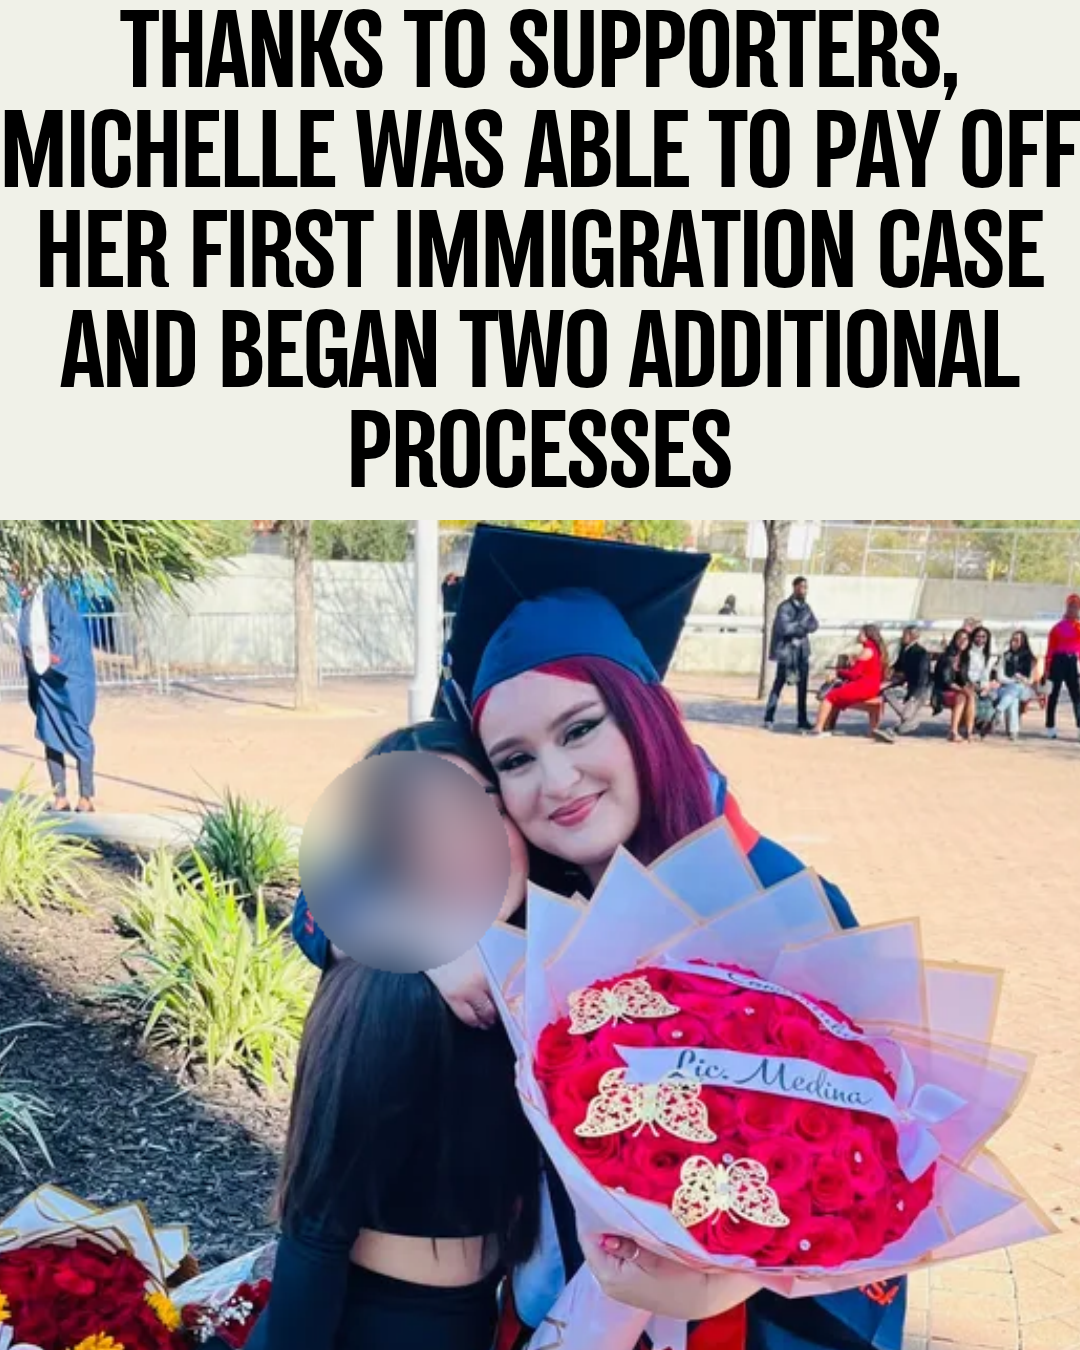 THANKS TO SUPPORTERS,
MICHELLE WAS ABLE TO PAY OFF
HER FIRST IMMIGRATION CASE
AND BEGAN TWO ADDITIONAL
PROCESSES
Lic. Medina